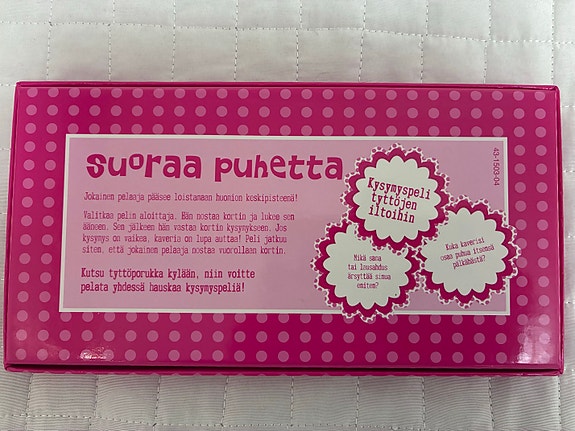 suoraa puhetta
Jokainen pelaaja pääsee loistamaan huonion keskipisteenä!
Valitkaa pelin aloittaja. Hän nostaa kortin ja lukee sen
ääneen. Sen jälkeen hän vastaa kortin kysymykseen. Jos
kysymys on vaikea, kaveria on lupa auttaa! Peli jatkuu
siten, että jokainen pelaaja nostaa vuorollaan kortin.
Kutsu tyttöporukka kylään, niin voitte
pelata yhdessä hauskaa kysymyspeliä!
Kysymyspeli
tyttöjen
iltoihin
Mikä sana
tai lausahdus
ärsyttää sinua
eniten?
Kuka kaverisi
osaa puhua itsensä
pälkähästä?
43-1503-04